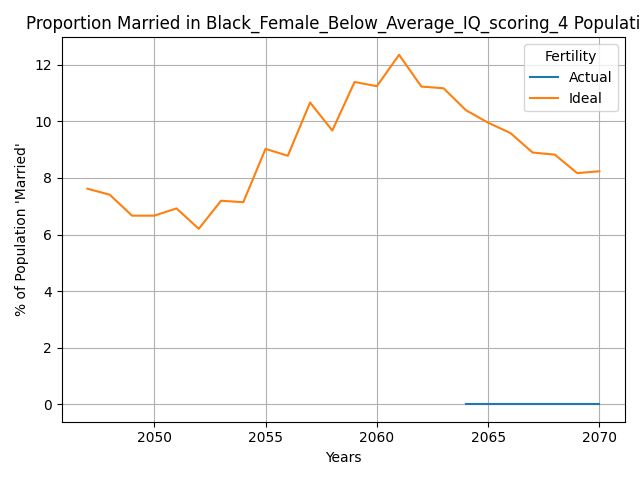 Proportion Married in Black_Female_Below_Average_IQ_scoring_4 Populati
Fertility
Actual
Ideal
% of Population 'Married'
12
10
8
6
4
2
0
2050 2055 2060 2065 2070
Years